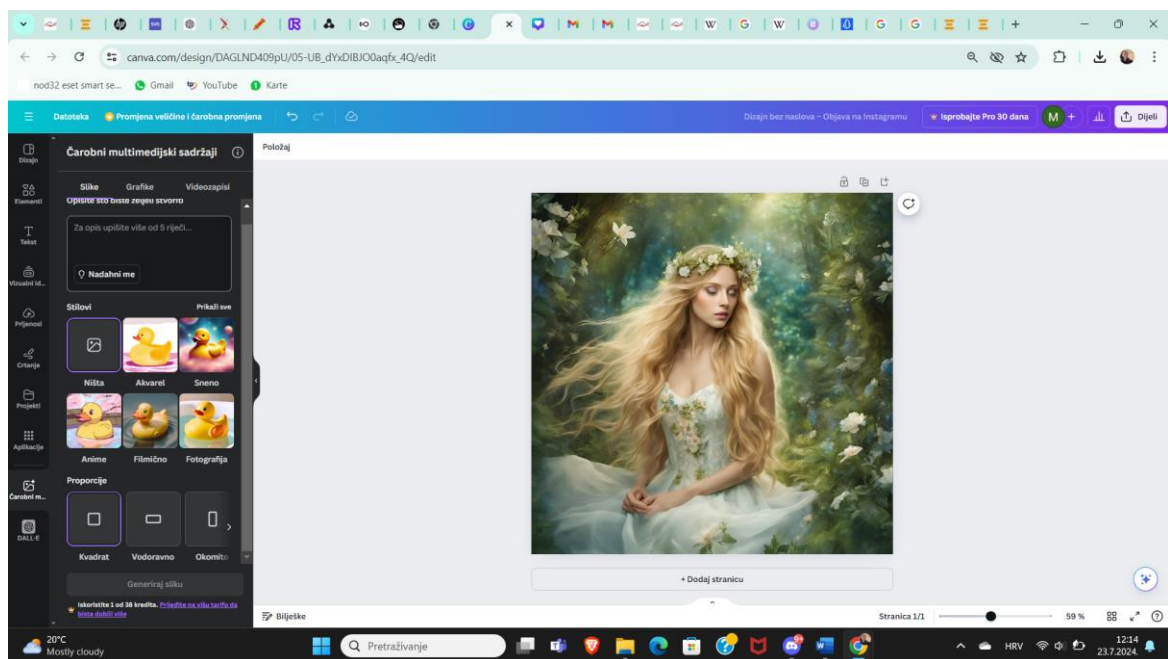 canva.com/design/DAGLND409pU/05-UB_dYxDIBJO0aqfx_4Q/edit
nod32 eset smart se... Gmail YouTube Karte
Datoteka Promjena veličine i čarobna promjena Dizajn bez naslova – Objava na Instagramu Isprobajte Pro 30 dana M + Dijeli
Dizajn
Elementi
Tekst
Vizualni id...
Prijenosi
Crtanje
Projekti
Aplikacije
Čarobni m...
DALL·E
Čarobni multimedijski sadržaji
Slike Grafike Videozapisi
Opišite što biste željeli stvoriti
Za opis upišite više od 5 riječi...
Nadahni me
Stilovi Prikaži sve
Ništa Akvarel Sneno
Anime Filmično Fotografija
Proporcije
Kvadrat Vodoravno Okomito
Generiraj sliku
Iskoristite 1 od 38 kredita. Prijeđite na višu tarifu da
biste dobili više
Položaj
+ Dodaj stranicu
Bilješke Stranica 1/1 59 %
20°C
Mostly cloudy
Pretraživanje
HRV
12:14
23.7.2024.